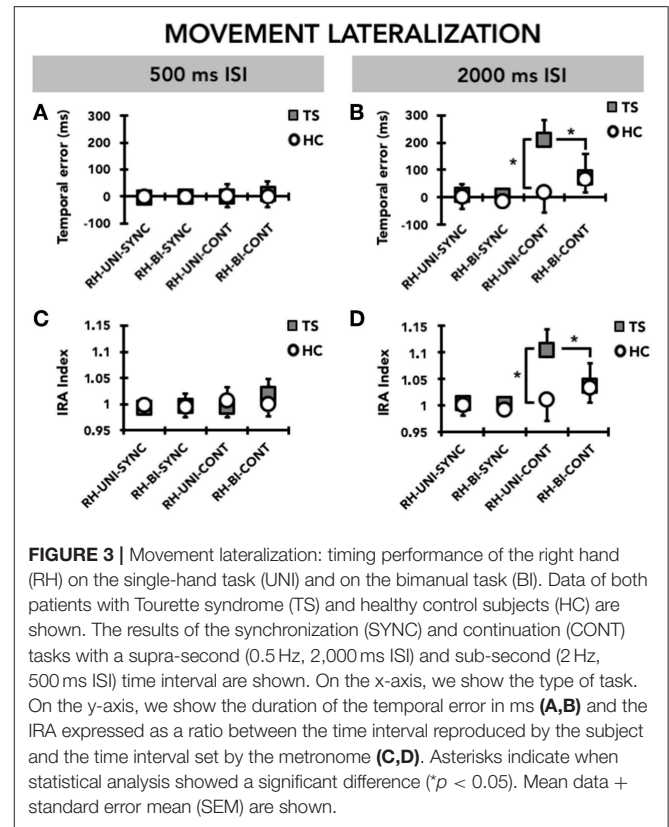 MOVEMENT LATERALIZATION
500 ms ISI
2000 ms ISI
A
Temporal error (ms)
300
200
100
0
-100
TS
HC
RH-UNI-SYNC
RH-BI-SYNC
RH-UNI-CONT
RH-BI-CONT
B
Temporal error (ms)
300
200
100
0
-100
*
*
TS
HC
RH-UNI-SYNC
RH-BI-SYNC
RH-UNI-CONT
RH-BI-CONT
C
IRA Index
1.15
1.1
1.05
1
0.95
TS
HC
RH-UNI-SYNC
RH-BI-SYNC
RH-UNI-CONT
RH-BI-CONT
D
IRA Index
1.15
1.1
1.05
1
0.95
*
*
TS
HC
RH-UNI-SYNC
RH-BI-SYNC
RH-UNI-CONT
RH-BI-CONT
FIGURE 3 | Movement lateralization: timing performance of the right hand
(RH) on the single-hand task (UNI) and on the bimanual task (BI). Data of both
patients with Tourette syndrome (TS) and healthy control subjects (HC) are
shown. The results of the synchronization (SYNC) and continuation (CONT)
tasks with a supra-second (0.5 Hz, 2,000 ms ISI) and sub-second (2 Hz,
500 ms ISI) time interval are shown. On the x-axis, we show the type of task.
On the y-axis, we show the duration of the temporal error in ms (A,B) and the
IRA expressed as a ratio between the time interval reproduced by the subject
and the time interval set by the metronome (C,D). Asterisks indicate when
statistical analysis showed a significant difference (*p < 0.05). Mean data +
standard error mean (SEM) are shown.